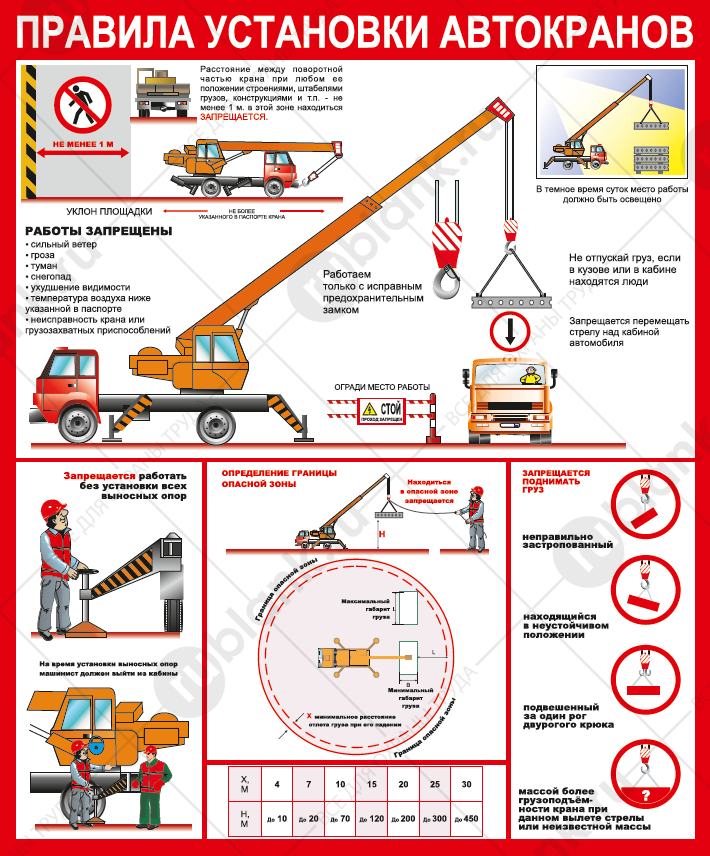 ПРАВИЛА УСТАНОВКИ АВТОКРАНОВ
НЕ МЕНЕЕ 1 М
Расстояние между поворотной
частью крана при любом ее
положении строениями, штабелями
грузов, конструкциями и т.п. - не
менее 1 м. в этой зоне находиться
ЗАПРЕЩАЕТСЯ.
В темное время суток место работы
должно быть освещено
УКЛОН ПЛОЩАДКИ
НЕ БОЛЕЕ
УКАЗАННОГО В ПАСПОРТЕ КРАНА
РАБОТЫ ЗАПРЕЩЕНЫ
• сильный ветер
• гроза
• туман
• снегопад
• ухудшение видимости
• температура воздуха ниже
указанной в паспорте
• неисправность крана или
грузозахватных приспособлений
Работаем
только с исправным
предохранительным
замком
Не отпускай груз, если
в кузове или в кабине
находятся люди
Запрещается перемещать
стрелу над кабиной
автомобиля
ОГРАДИ МЕСТО РАБОТЫ
СТОЙ
ПРОХОД ЗАПРЕЩЕН
Запрещается работать
без установки всех
выносных опор
На время установки выносных опор
машинист должен выйти из кабины
ОПРЕДЕЛЕНИЕ ГРАНИЦЫ
ОПАСНОЙ ЗОНЫ
Находиться
в опасной зоне
запрещается
H
Граница опасной зоны
Максимальный
габарит
груза
L
L
B
Минимальный
габарит
груза
X минимальное расстояние
отлета груза при его падении
Граница опасной зоны
X, М 4 7 10 15 20 25 30
Н, М До 10 До 20 До 70 До 120 До 200 До 300 До 450
ЗАПРЕЩАЕТСЯ
ПОДНИМАТЬ
ГРУЗ
неправильно
застропованный
находящийся
в неустойчивом
положении
подвешенный
за один рог
двурогого крюка
?
массой более
грузоподъём-
ности крана при
данном вылете стрелы
или неизвестной массы